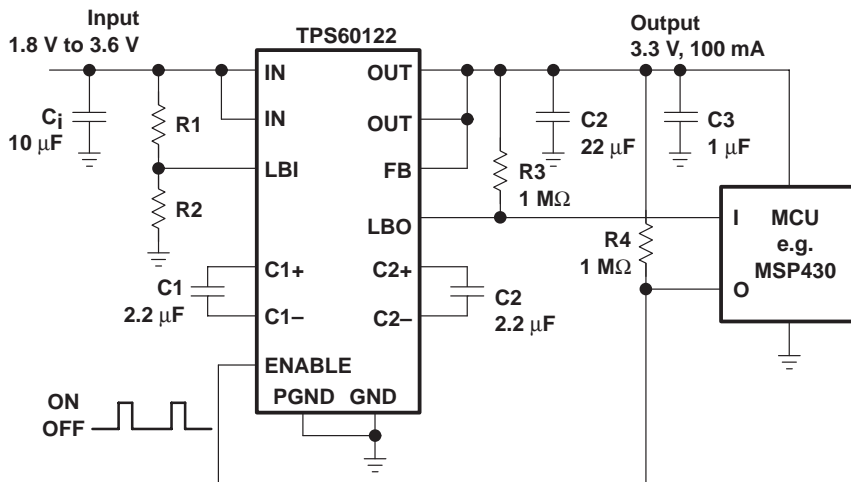 Input
1.8 V to 3.6 V
TPS60122
Output
3.3 V, 100 mA
IN
OUT
Ci
10 μF
R1
IN
OUT
C2
22 μF
C3
1 μF
LBI
FB
R3
1 MΩ
R2
LBO
I
MCU
e.g.
MSP430
R4
1 MΩ
C1+
C2+
C1
2.2 μF
C2
2.2 μF
O
C1–
C2–
ENABLE
PGND
GND
ON
OFF